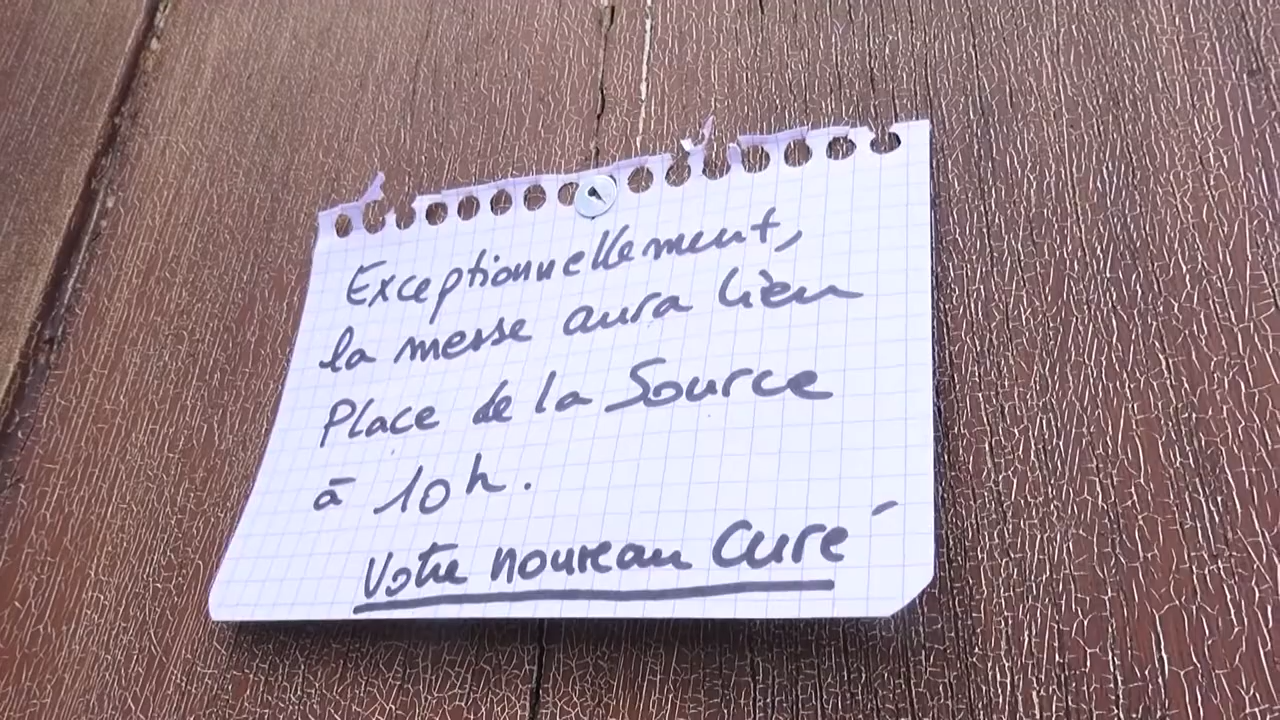 Exceptionnellement,
la messe aura lieu
Place de la Source
à 10h.
Votre nouveau Curé